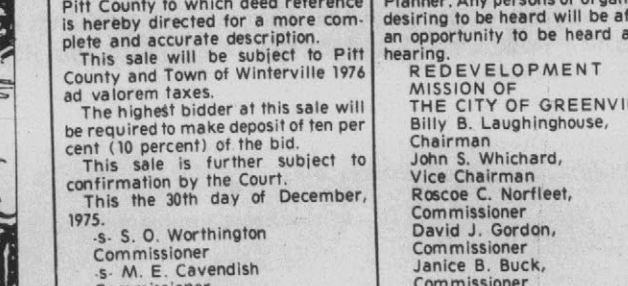 Pitt County to which deed reference
is hereby directed for a more com-
plete and accurate description.
This sale will be subject to Pitt
County and Town of Winterville 1976
ad valorem taxes.
The highest bidder at this sale will
be required to make deposit of ten per
cent (10 percent) of the bid.
This sale is further subject to
confirmation by the Court.
This the 30th day of December,
1975.
-s- S. O. Worthington
Commissioner
-s- M. E. Cavendish
Commissioner
Planner. Any persons or
desiring to be heard will be
an opportunity to be heard
hearing.
REDEVELOPMENT
MISSION OF
THE CITY OF
Billy B. Laughinghouse,
Chairman
John S. Whichard,
Vice Chairman
Roscoe C. Norfleet,
Commissioner
David J. Gordon,
Commissioner
Janice B. Buck,
Commissioner